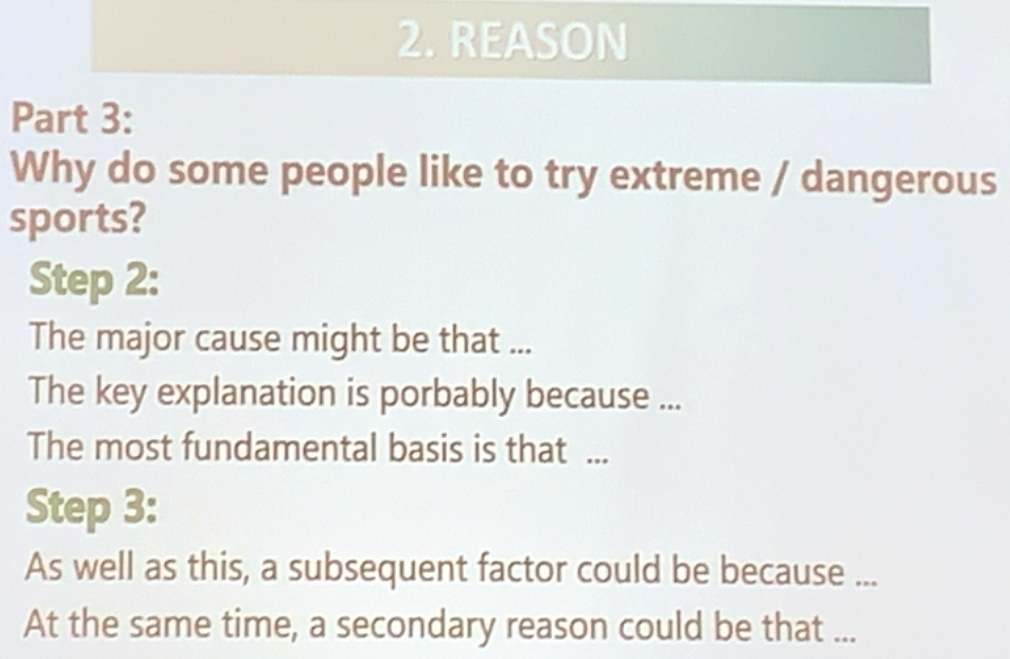 2. REASON
Part 3:
Why do some people like to try extreme / dangerous
sports?
Step 2:
The major cause might be that ...
The key explanation is porbably because ...
The most fundamental basis is that ...
Step 3:
As well as this, a subsequent factor could be because ...
At the same time, a secondary reason could be that ...